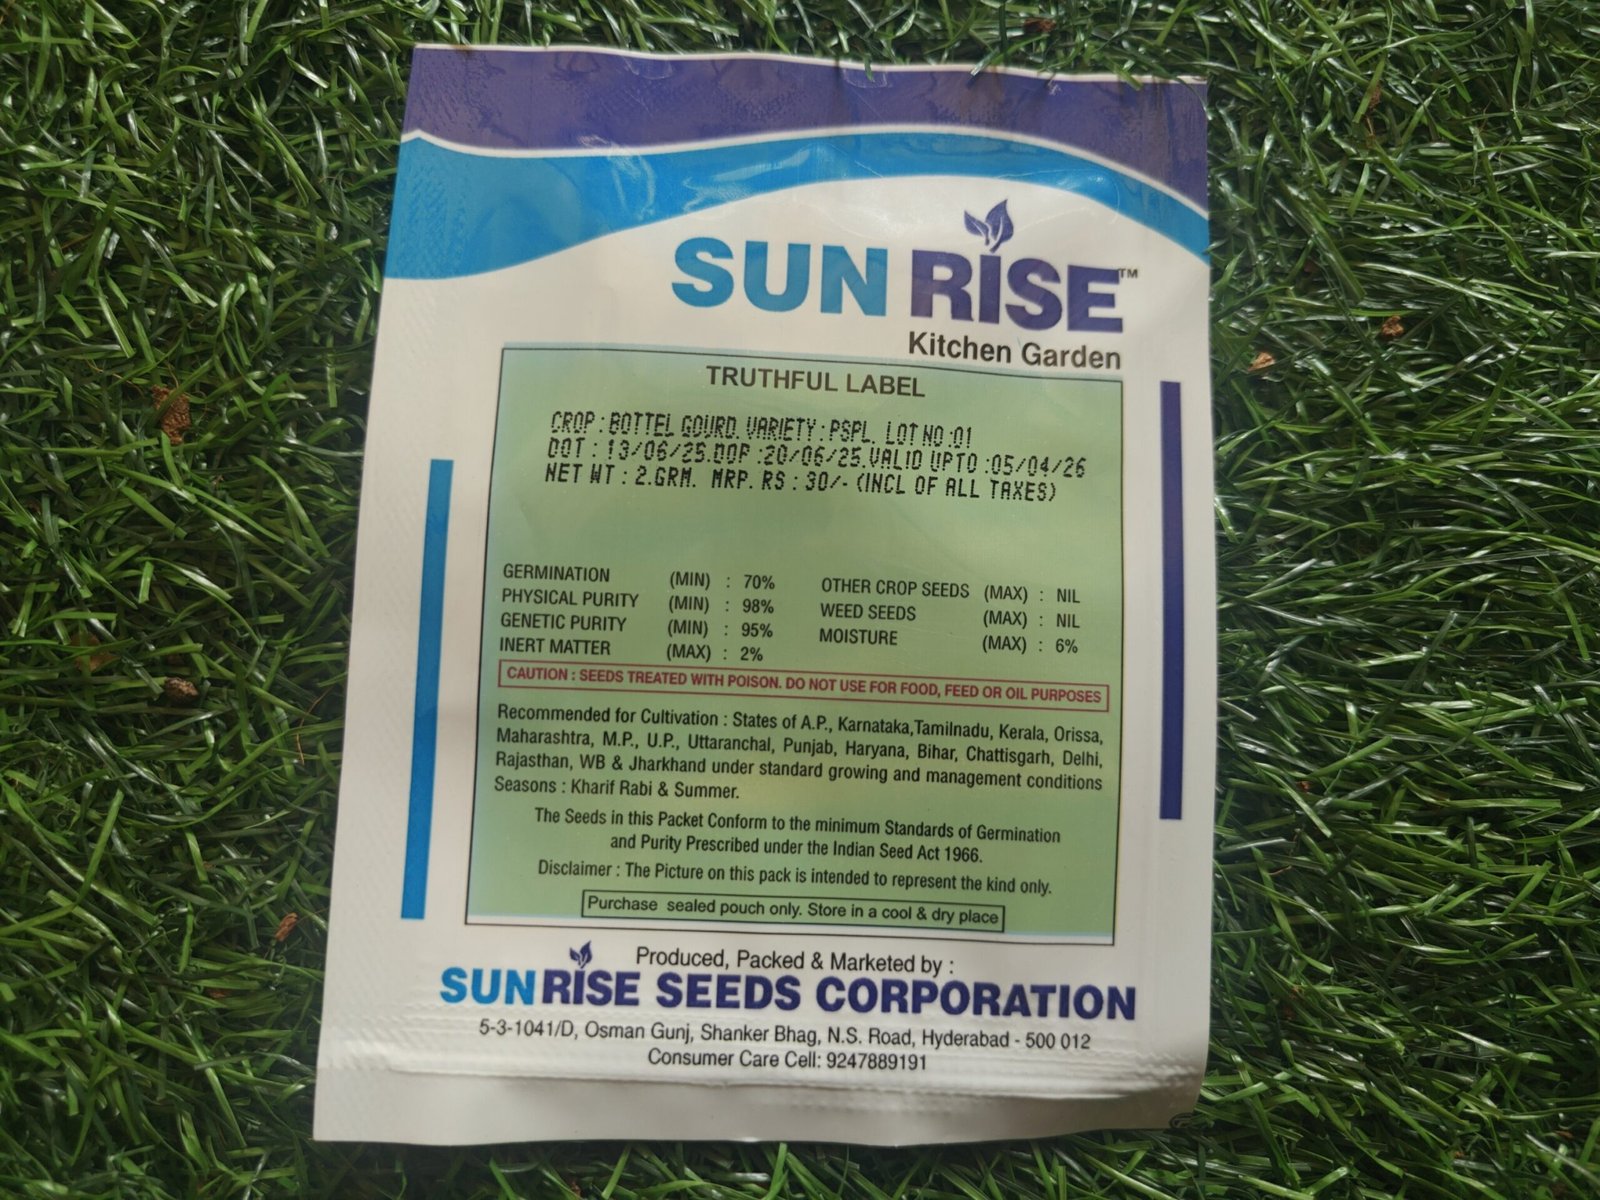 SUN RISE™
Kitchen Garden
TRUTHFUL LABEL
CROP : BOTTEL GOURD. VARIETY : PSPL. LOT NO :01
DOT : 13/06/25.DOP :20/06/25.VALID UPTO :05/04/26
NET WT : 2.GRM. MRP. RS : 30/- (INCL OF ALL TAXES)
GERMINATION (MIN) : 70% OTHER CROP SEEDS (MAX) : NIL
PHYSICAL PURITY (MIN) : 98% WEED SEEDS (MAX) : NIL
GENETIC PURITY (MIN) : 95% MOISTURE (MAX) : 6%
INERT MATTER (MAX) : 2%
CAUTION : SEEDS TREATED WITH POISON. DO NOT USE FOR FOOD, FEED OR OIL PURPOSES
Recommended for Cultivation : States of A.P., Karnataka,Tamilnadu, Kerala, Orissa,
Maharashtra, M.P., U.P., Uttaranchal, Punjab, Haryana, Bihar, Chattisgarh, Delhi,
Rajasthan, WB & Jharkhand under standard growing and management conditions
Seasons : Kharif Rabi & Summer.
The Seeds in this Packet Conform to the minimum Standards of Germination
and Purity Prescribed under the Indian Seed Act 1966.
Disclaimer : The Picture on this pack is intended to represent the kind only.
Purchase sealed pouch only. Store in a cool & dry place
Produced, Packed & Marketed by :
SUN RISE SEEDS CORPORATION
5-3-1041/D, Osman Gunj, Shanker Bhag, N.S. Road, Hyderabad - 500 012
Consumer Care Cell: 9247889191